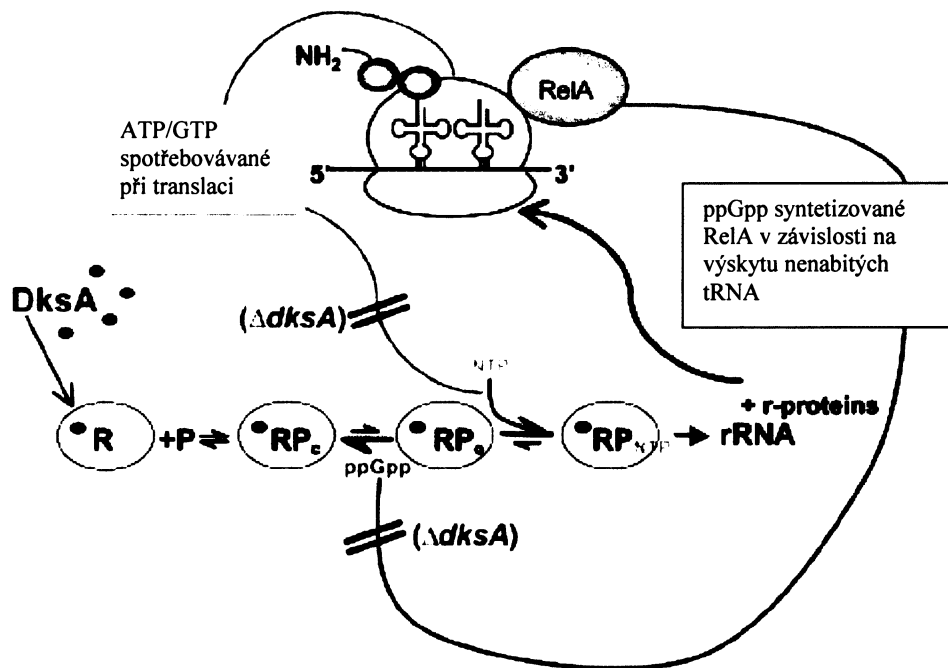 NH₂
RelA
ATP/GTP
spotřebovávané
při translaci
5'
3'
ppGpp syntetizované
RelA v závislosti na
výskytu nenabitých
tRNA
DksA
(ΔdksA)
NTP
+ r-proteins
R +P ⇌ RPc RPo RPNTP → rRNA
ppGpp
(ΔdksA)